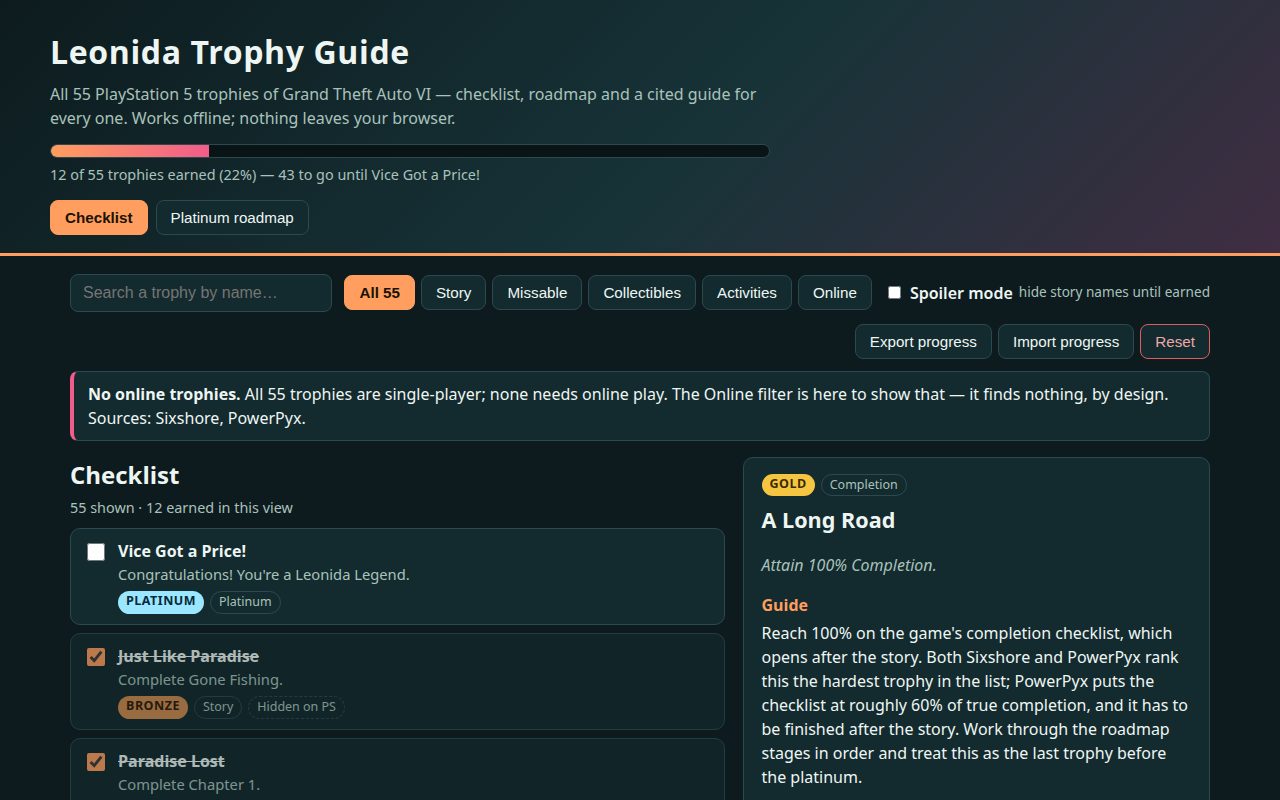 Leonida Trophy Guide
All 55 PlayStation 5 trophies of Grand Theft Auto VI — checklist, roadmap and a cited guide for
every one. Works offline; nothing leaves your browser.
12 of 55 trophies earned (22%) — 43 to go until Vice Got a Price!
Checklist
Platinum roadmap
Search a trophy by name…
All 55
Story
Missable
Collectibles
Activities
Online
Spoiler mode hide story names until earned
Export progress
Import progress
Reset
No online trophies. All 55 trophies are single-player; none needs online play. The Online filter is here to show that — it finds nothing, by design.
Sources: Sixshore, PowerPyx.
Checklist
55 shown · 12 earned in this view
Vice Got a Price!
Congratulations! You're a Leonida Legend.
PLATINUM
Platinum
Just Like Paradise
Complete Gone Fishing.
BRONZE
Story
Hidden on PS
Paradise Lost
Complete Chapter 1.
GOLD
Completion
A Long Road
Attain 100% Completion.
Guide
Reach 100% on the game's completion checklist, which
opens after the story. Both Sixshore and PowerPyx rank
this the hardest trophy in the list; PowerPyx puts the
checklist at roughly 60% of true completion, and it has to
be finished after the story. Work through the roadmap
stages in order and treat this as the last trophy before
the platinum.